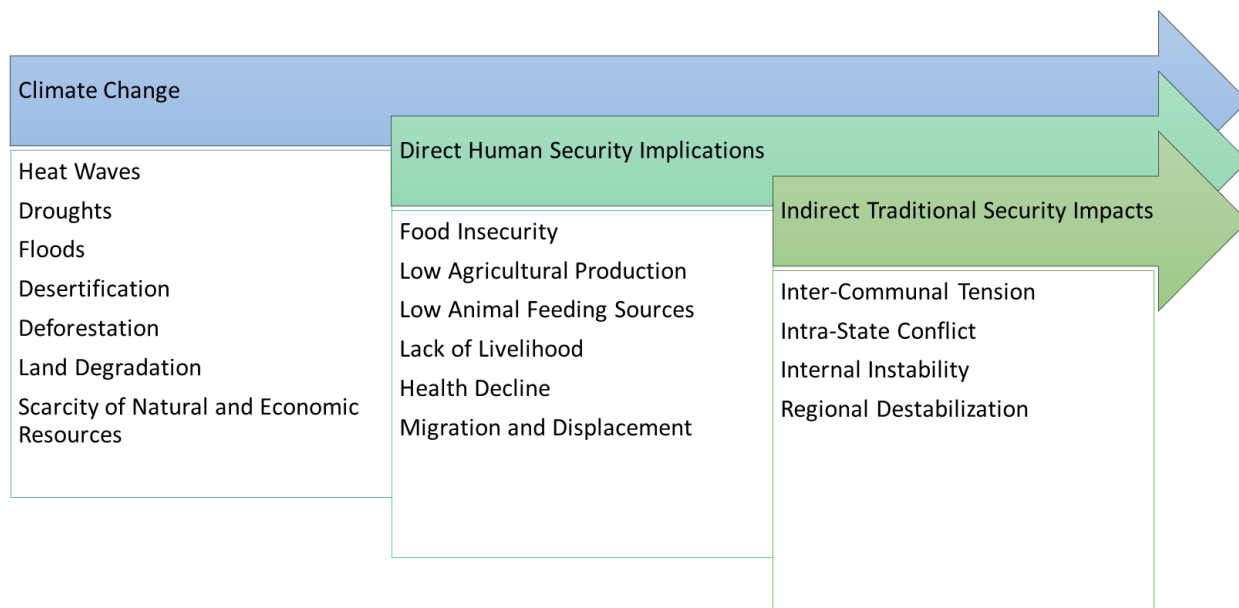 Climate Change
Heat Waves
Droughts
Floods
Desertification
Deforestation
Land Degradation
Scarcity of Natural and Economic
Resources
Direct Human Security Implications
Food Insecurity
Low Agricultural Production
Low Animal Feeding Sources
Lack of Livelihood
Health Decline
Migration and Displacement
Indirect Traditional Security Impacts
Inter-Communal Tension
Intra-State Conflict
Internal Instability
Regional Destabilization